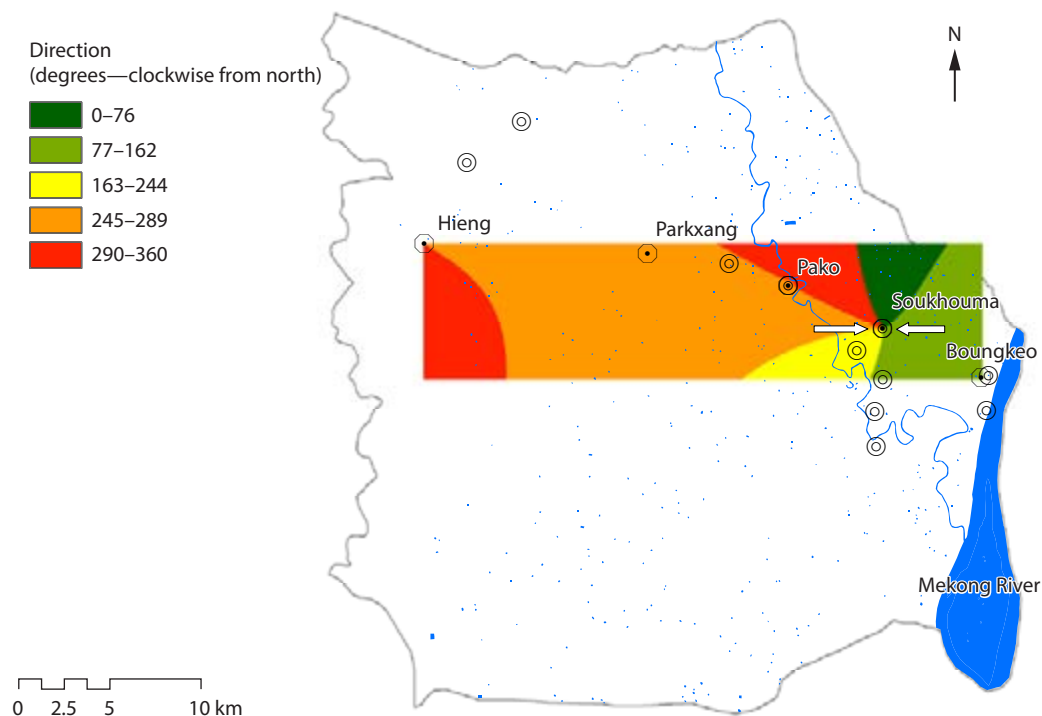 Direction
(degrees—clockwise from north)
0–76
77–162
163–244
245–289
290–360
N
Hieng
Parkxang
Pako
Soukhouma
Boungkeo
Mekong River
0 2.5 5 10 km